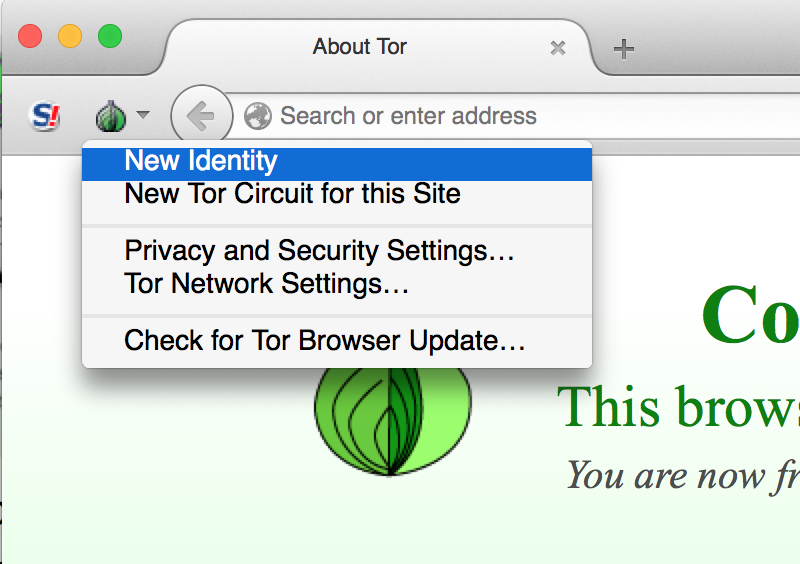 About Tor
S!
Search or enter address
New Identity
New Tor Circuit for this Site
Privacy and Security Settings...
Tor Network Settings...
Check for Tor Browser Update...
Co
This brows
You are now fr